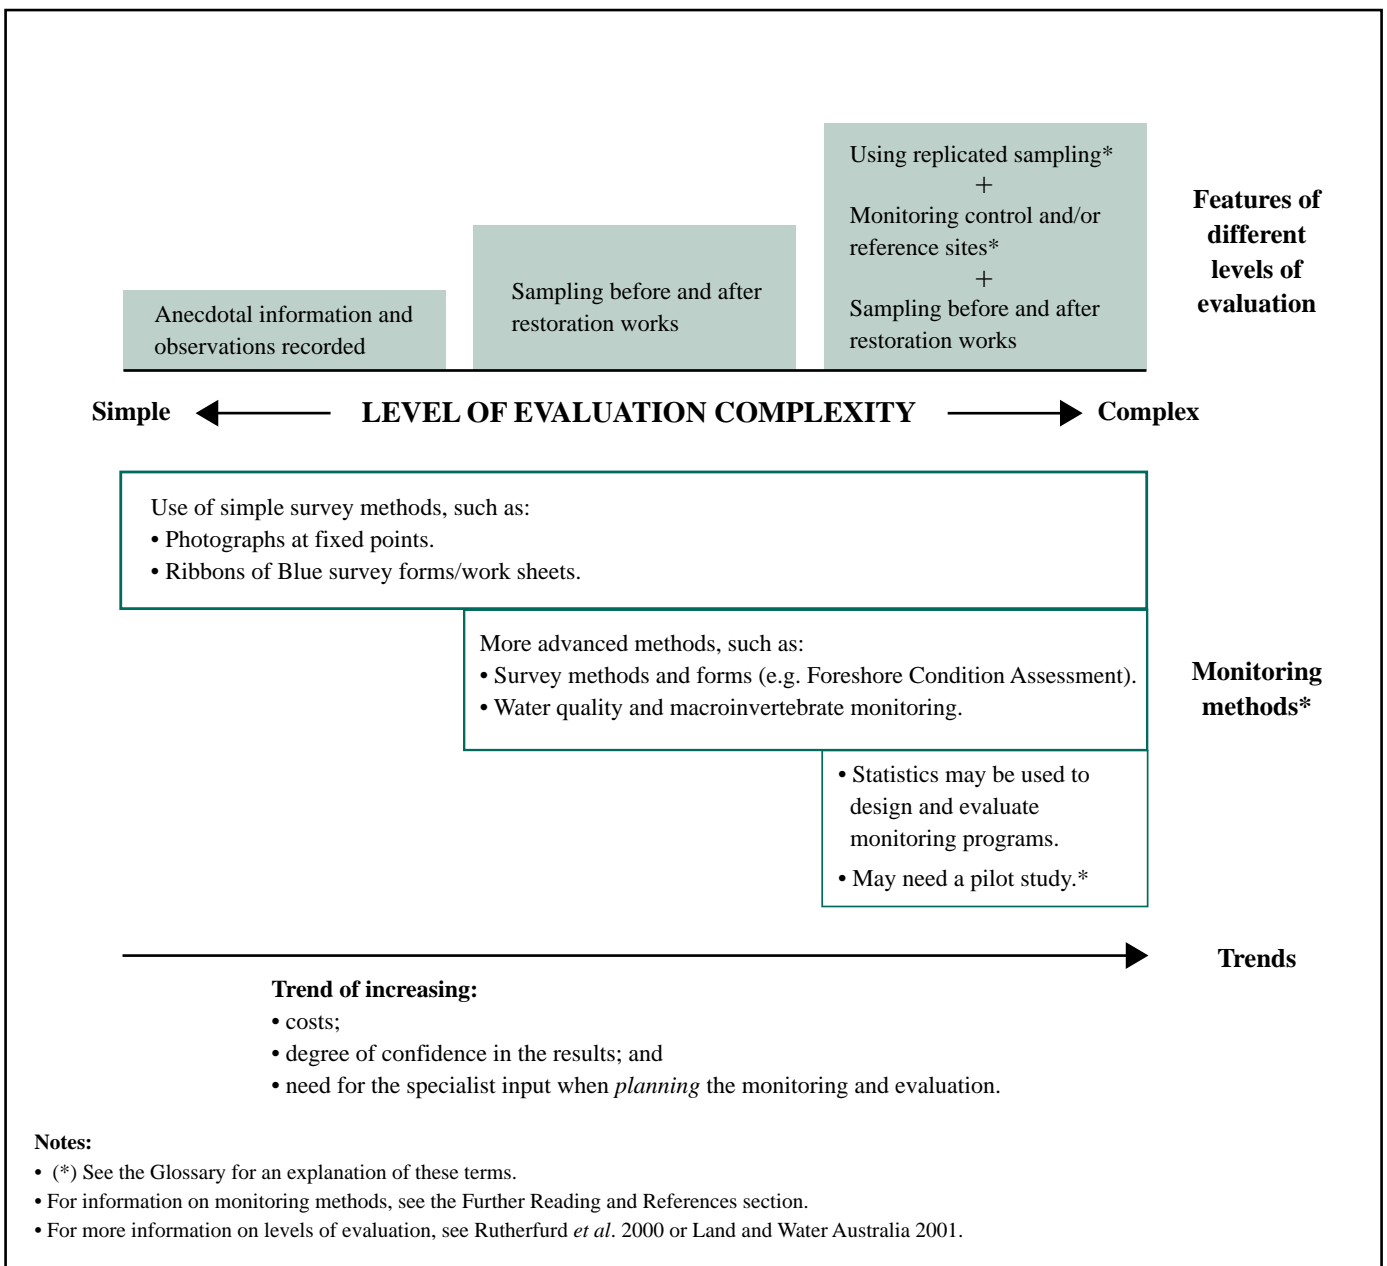 Using replicated sampling*
+
Monitoring control and/or
reference sites*
+
Sampling before and after
restoration works
Features of
different
levels of
evaluation
Sampling before and after
restoration works
Anecdotal information and
observations recorded
Simple LEVEL OF EVALUATION COMPLEXITY Complex
Use of simple survey methods, such as:
• Photographs at fixed points.
• Ribbons of Blue survey forms/work sheets.
More advanced methods, such as:
• Survey methods and forms (e.g. Foreshore Condition Assessment).
• Water quality and macroinvertebrate monitoring.
Monitoring
methods*
• Statistics may be used to
design and evaluate
monitoring programs.
• May need a pilot study.*
Trends
Trend of increasing:
• costs;
• degree of confidence in the results; and
• need for the specialist input when planning the monitoring and evaluation.
Notes:
• (*) See the Glossary for an explanation of these terms.
• For information on monitoring methods, see the Further Reading and References section.
• For more information on levels of evaluation, see Rutherfurd et al. 2000 or Land and Water Australia 2001.